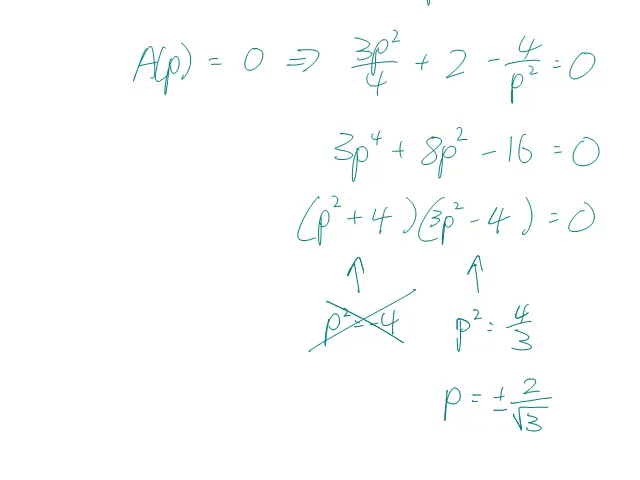 A(p) = 0 ⇒ 3p²/4 + 2 - 4/p² = 0
3p⁴ + 8p² - 16 = 0
(p² + 4)(3p² - 4) = 0
↑ ↑
p² = -4 p² = 4/3
p = ± 2/√3